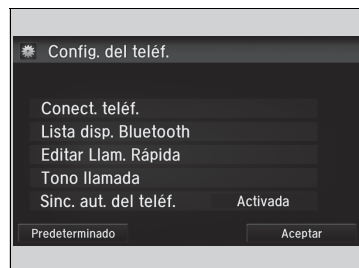 Config. del teléf.
Conect. teléf.
Lista disp. Bluetooth
Editar Llam. Rápida
Tono llamada
Sinc. aut. del teléf. Activada
Predeterminado Aceptar